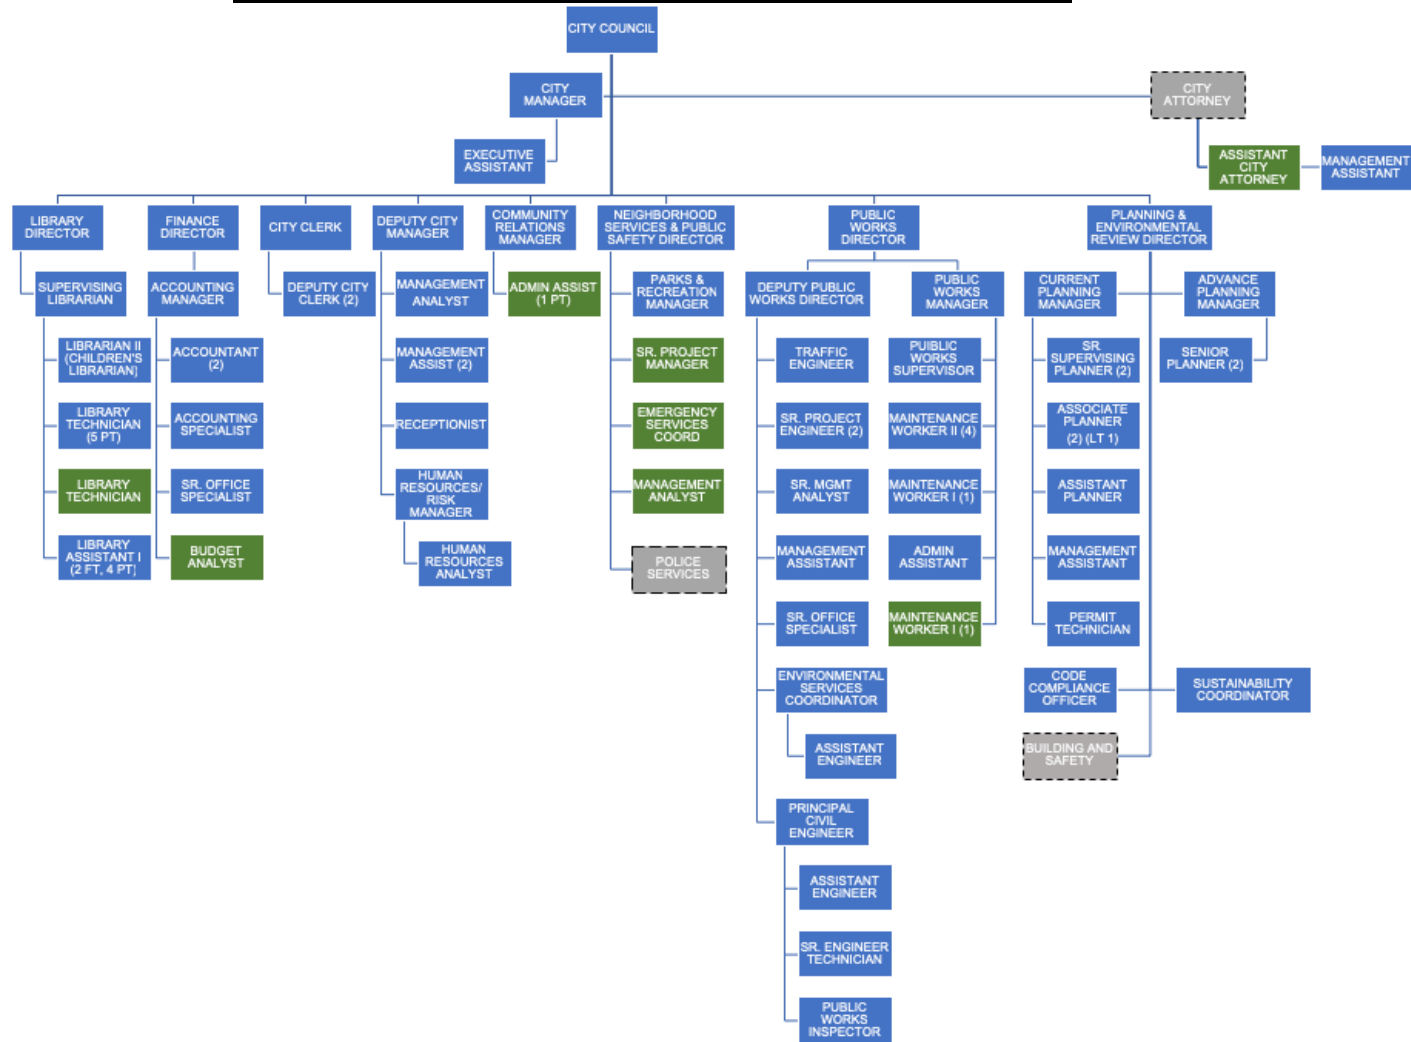 CITY COUNCIL
CITY
MANAGER
CITY
ATTORNEY
EXECUTIVE
ASSISTANT
ASSISTANT
CITY
ATTORNEY
MANAGEMENT
ASSISTANT
LIBRARY
DIRECTOR
FINANCE
DIRECTOR
CITY CLERK
DEPUTY CITY
MANAGER
COMMUNITY
RELATIONS
MANAGER
NEIGHBORHOOD
SERVICES & PUBLIC
SAFETY DIRECTOR
PUBLIC
WORKS
DIRECTOR
PLANNING &
ENVIRONMENTAL
REVIEW DIRECTOR
SUPERVISING
LIBRARIAN
LIBRARIAN II
(CHILDREN'S
LIBRARIAN)
LIBRARY
TECHNICIAN
(5 PT)
LIBRARY
TECHNICIAN
LIBRARY
ASSISTANT I
(2 FT, 4 PT)
ACCOUNTING
MANAGER
ACCOUNTANT
(2)
ACCOUNTING
SPECIALIST
SR. OFFICE
SPECIALIST
BUDGET
ANALYST
DEPUTY CITY
CLERK (2)
MANAGEMENT
ANALYST
MANAGEMENT
ASSIST (2)
RECEPTIONIST
HUMAN
RESOURCES/
RISK
MANAGER
HUMAN
RESOURCES
ANALYST
ADMIN ASSIST
(1 PT)
PARKS &
RECREATION
MANAGER
SR. PROJECT
MANAGER
EMERGENCY
SERVICES
COORD
MANAGEMENT
ANALYST
POLICE
SERVICES
DEPUTY PUBLIC
WORKS DIRECTOR
TRAFFIC
ENGINEER
SR. PROJECT
ENGINEER (2)
SR. MGMT
ANALYST
MANAGEMENT
ASSISTANT
SR. OFFICE
SPECIALIST
ENVIRONMENTAL
SERVICES
COORDINATOR
ASSISTANT
ENGINEER
PRINCIPAL
CIVIL
ENGINEER
ASSISTANT
ENGINEER
SR. ENGINEER
TECHNICIAN
PUBLIC
WORKS
INSPECTOR
PUBLIC
WORKS
MANAGER
PUIBLIC
WORKS
SUPERVISOR
MAINTENANCE
WORKER II (4)
MAINTENANCE
WORKER I (1)
ADMIN
ASSISTANT
MAINTENANCE
WORKER I (1)
CURRENT
PLANNING
MANAGER
SR.
SUPERVISING
PLANNER (2)
ASSOCIATE
PLANNER
(2) (LT 1)
ASSISTANT
PLANNER
MANAGEMENT
ASSISTANT
PERMIT
TECHNICIAN
ADVANCE
PLANNING
MANAGER
SENIOR
PLANNER (2)
CODE
COMPLIANCE
OFFICER
SUSTAINABILITY
COORDINATOR
BUILDING AND
SAFETY